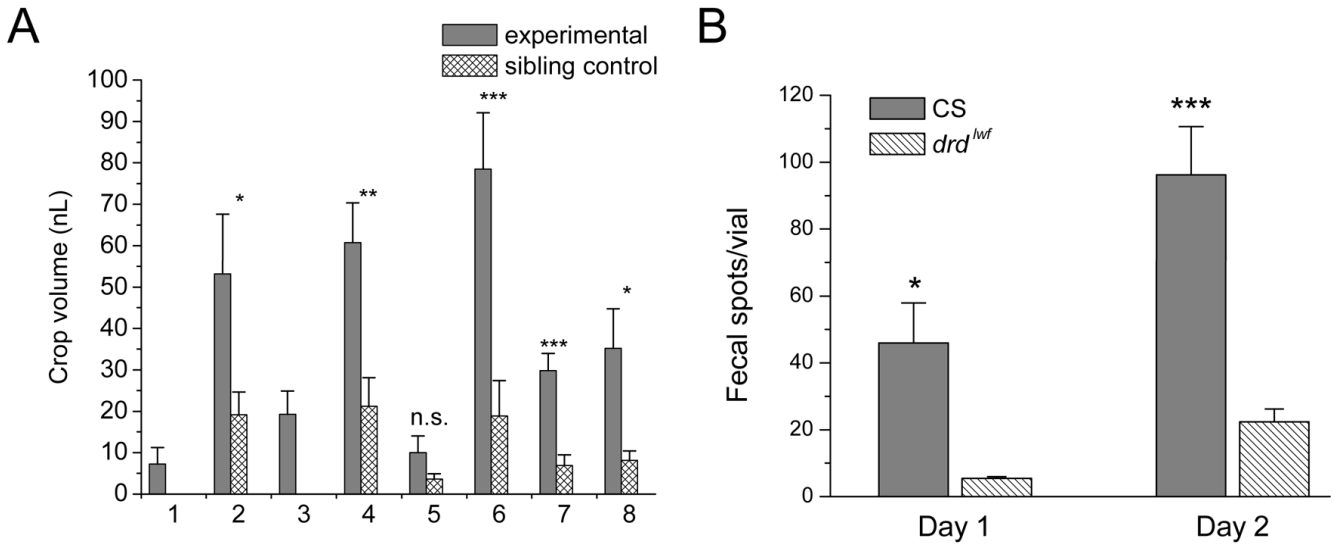 A
experimental
sibling control
Crop volume (nL)
100
90
80
70
60
50
40
30
20
10
0
*
**
n.s.
***
***
*
1 2 3 4 5 6 7 8
B
CS
drd lwf
Fecal spots/vial
120
100
80
60
40
20
0
*
***
Day 1 Day 2